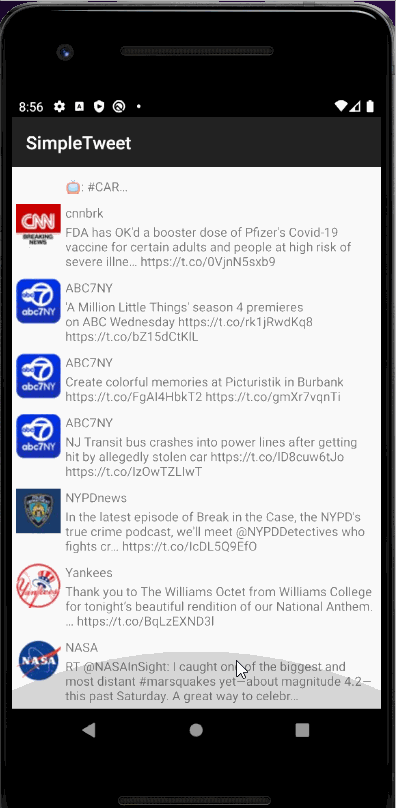 8:56
SimpleTweet
📺: #CAR…
CNN
BREAKING
NEWS
cnnbrk
FDA has OK'd a booster dose of Pfizer's Covid-19
vaccine for certain adults and people at high risk of
severe illne… https://t.co/0VjnN5sxb9
abc 7
abc7NY
ABC7NY
'A Million Little Things' season 4 premieres
on ABC Wednesday https://t.co/rk1jRwdKq8
https://t.co/bZ15dCtKlL
abc 7
abc7NY
ABC7NY
Create colorful memories at Picturistik in Burbank
https://t.co/FgAl4HbkT2 https://t.co/gmXr7vqnTi
abc 7
abc7NY
ABC7NY
NJ Transit bus crashes into power lines after getting
hit by allegedly stolen car https://t.co/ID8cuw6tJo
https://t.co/IzOwTZLIwT
NYPDnews
In the latest episode of Break in the Case, the NYPD's
true crime podcast, we'll meet @NYPDDetectives who
fights cr… https://t.co/IcDL5Q9EfO
Yankees
Yankees
Thank you to The Williams Octet from Williams College
for tonight's beautiful rendition of our National Anthem.
… https://t.co/BqLzEXND3l
NASA
NASA
RT @NASAInSight: I caught one of the biggest and
most distant #marsquakes yet—about magnitude 4.2—
this past Saturday. A great way to celebr…